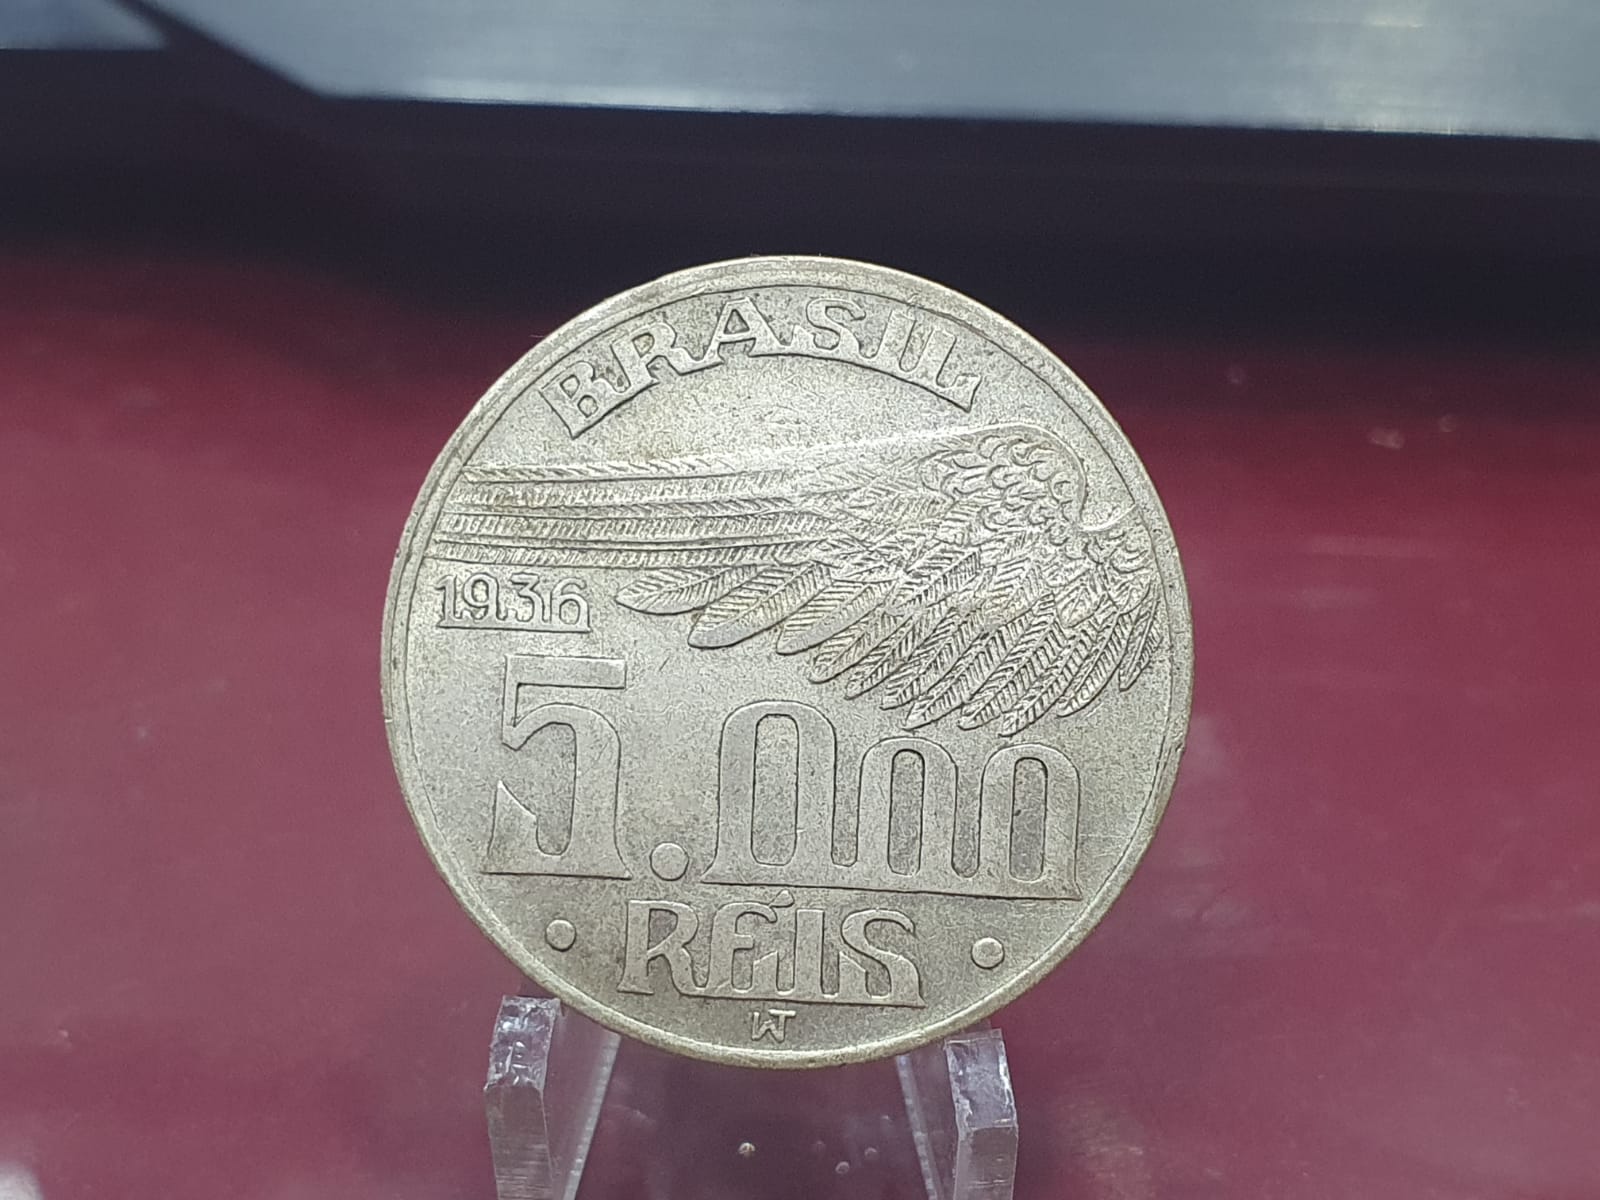 BRASIL
1936
5.000
RÉIS
WT